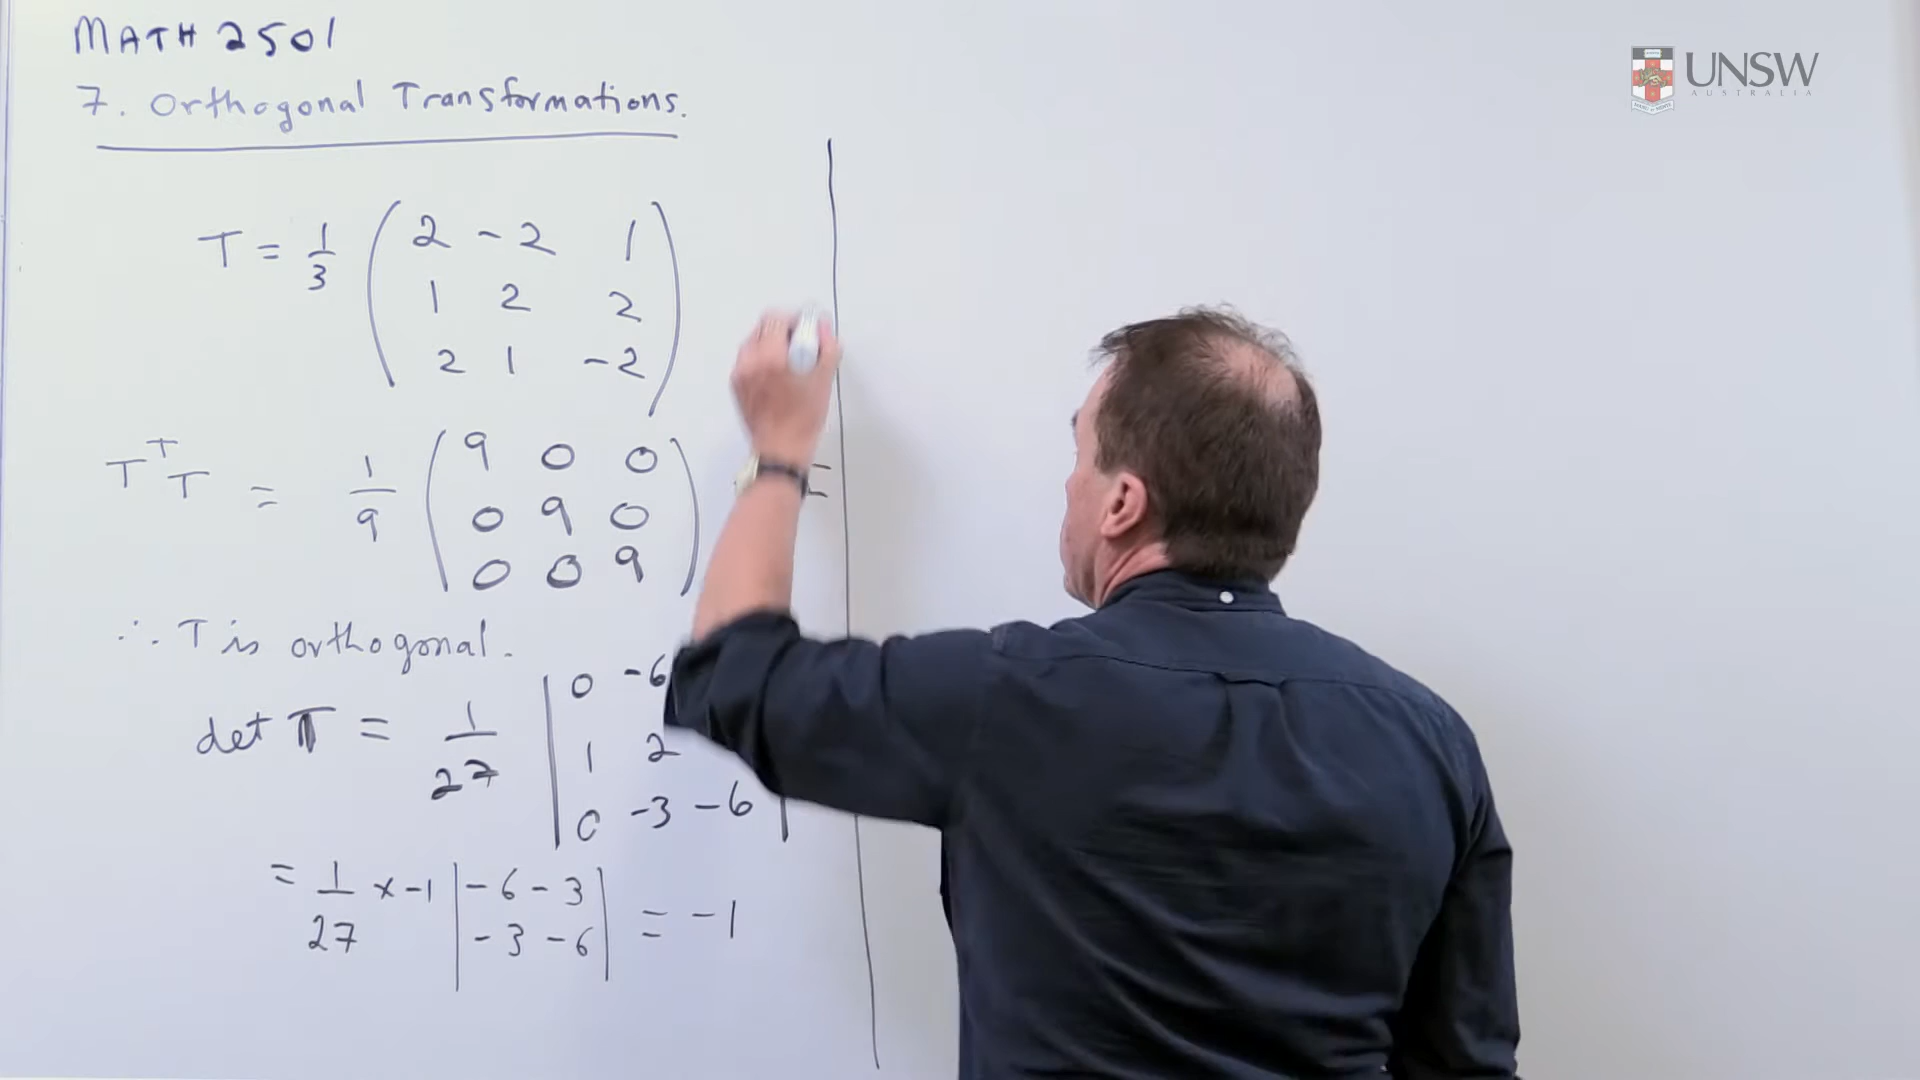 MATH 2501
7. Orthogonal Transformations.
UNSW
AUSTRALIA
T = 1/3 ( 2 -2 1
1 2 2
2 1 -2 )
TᵀT = 1/9 ( 9 0 0
0 9 0
0 0 9 )
∴ T is orthogonal.
det T = 1/27 | 0 -6
1 2
0 -3 -6 |
= 1/27 × -1 | -6 -3
-3 -6 | = -1